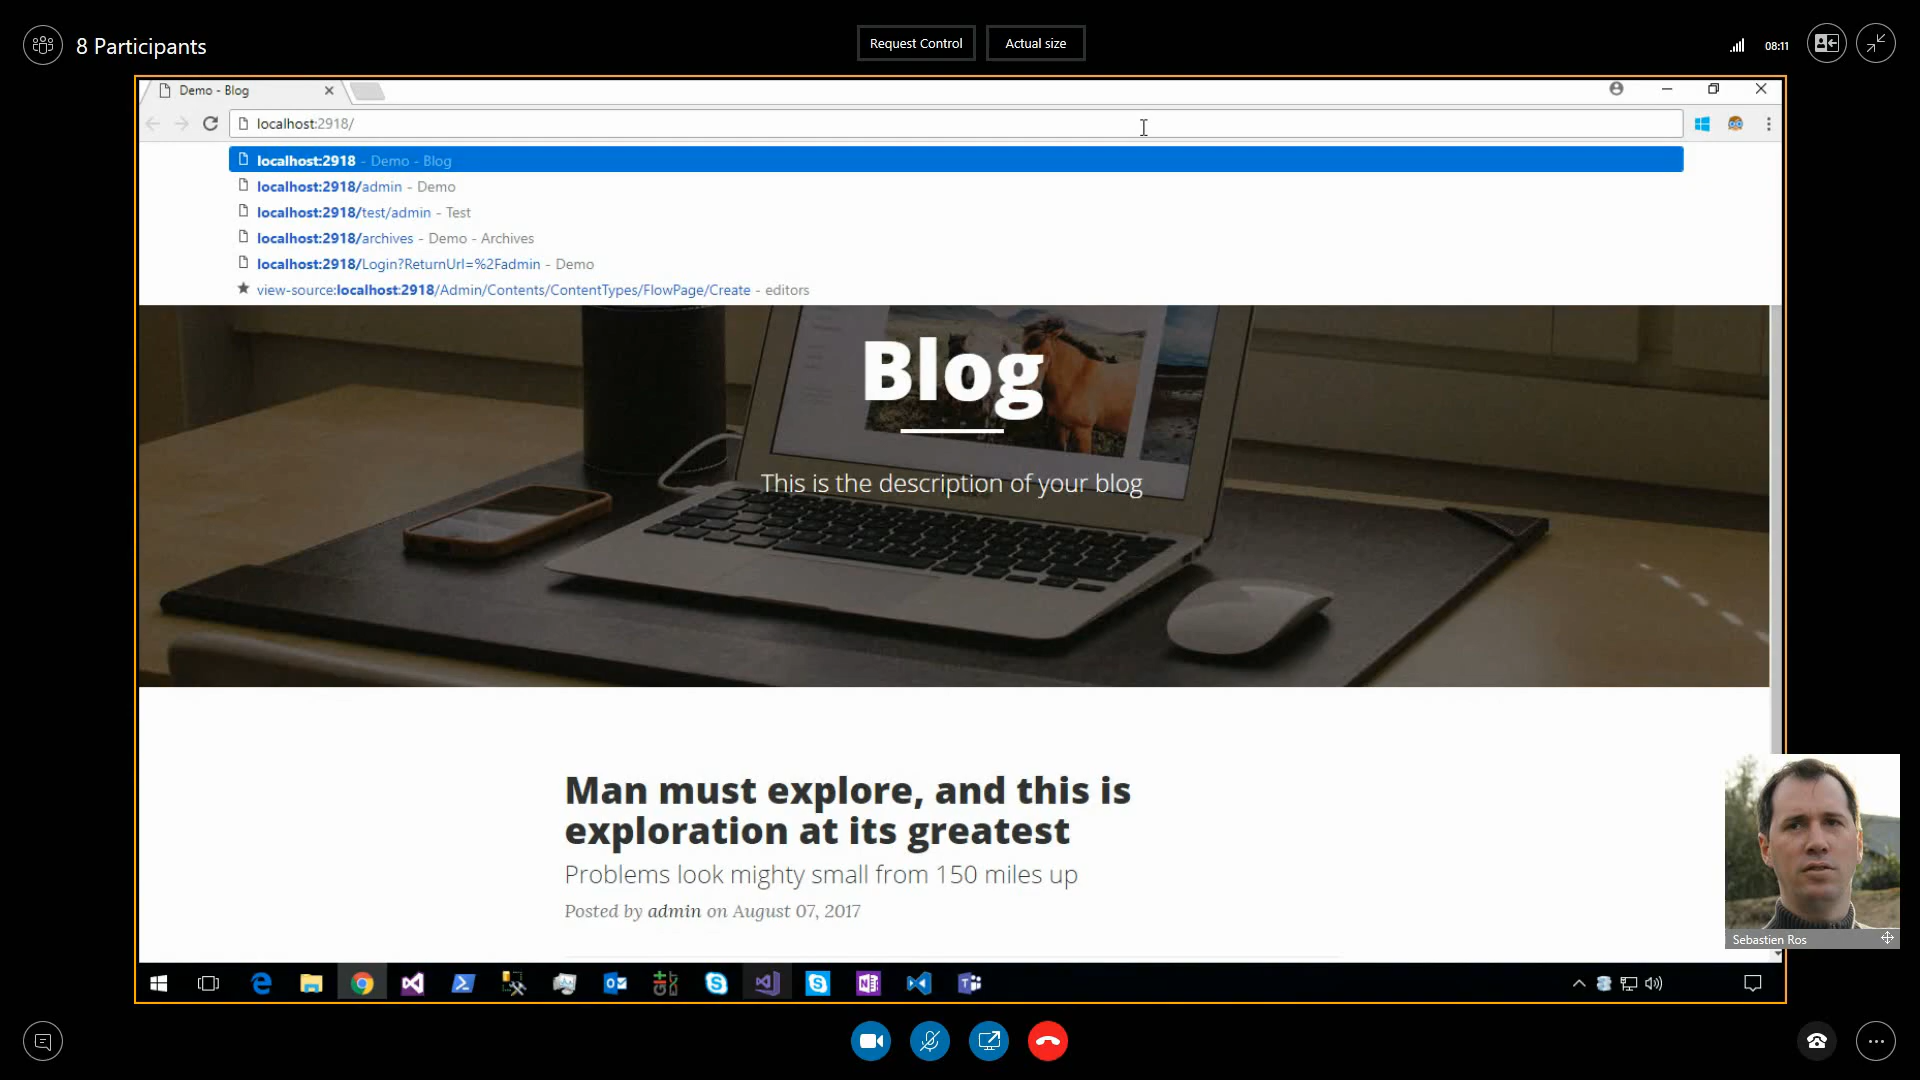 8 Participants
Request Control
Actual size
08:11
Demo - Blog
localhost:2918/
localhost:2918 - Demo - Blog
localhost:2918/admin - Demo
localhost:2918/test/admin - Test
localhost:2918/archives - Demo - Archives
localhost:2918/Login?ReturnUrl=%2Fadmin - Demo
view-source:localhost:2918/Admin/Contents/ContentTypes/FlowPage/Create - editors
Blog
This is the description of your blog
Man must explore, and this is
exploration at its greatest
Problems look mighty small from 150 miles up
Posted by admin on August 07, 2017
Sebastien Ros